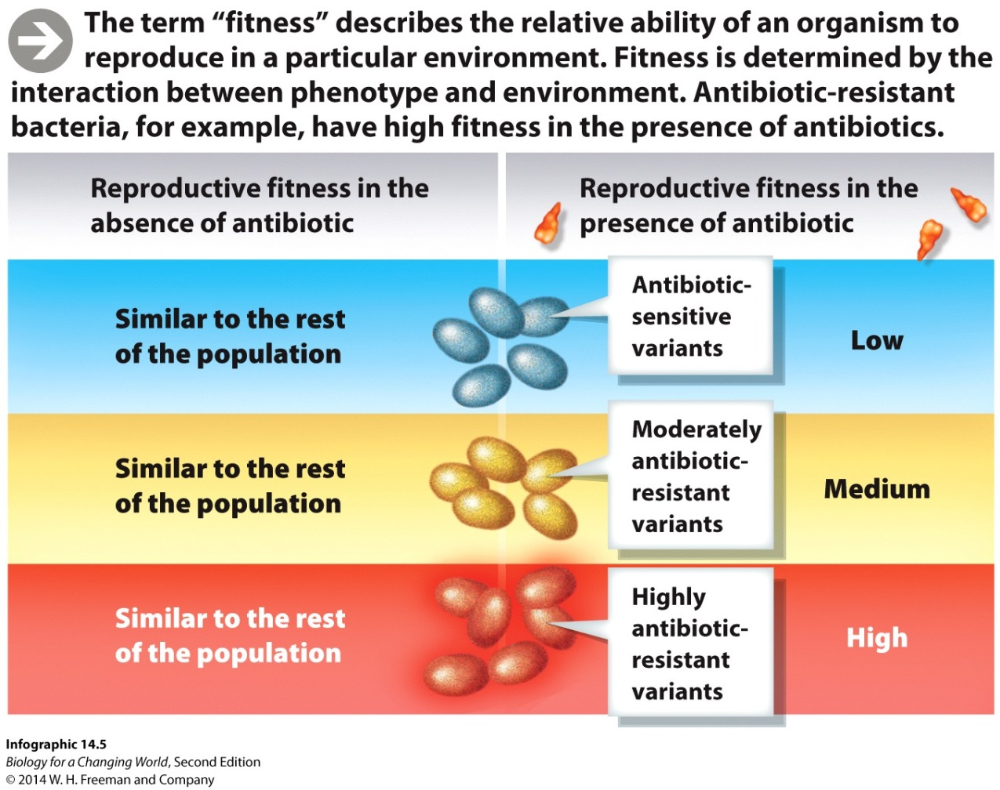 The term “fitness” describes the relative ability of an organism to
reproduce in a particular environment. Fitness is determined by the
interaction between phenotype and environment. Antibiotic-resistant
bacteria, for example, have high fitness in the presence of antibiotics.
Reproductive fitness in the
absence of antibiotic
Reproductive fitness in the
presence of antibiotic
Similar to the rest
of the population
Antibiotic-
sensitive
variants
Low
Similar to the rest
of the population
Moderately
antibiotic-
resistant
variants
Medium
Similar to the rest
of the population
Highly
antibiotic-
resistant
variants
High
Infographic 14.5
Biology for a Changing World, Second Edition
© 2014 W. H. Freeman and Company